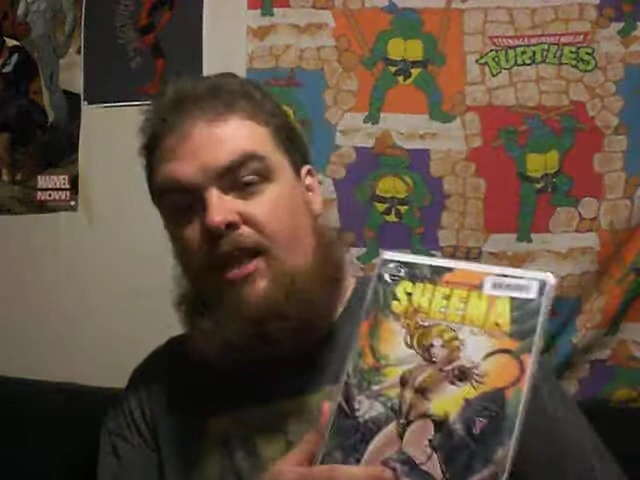 MARVEL
NOW!
TEENAGE MUTANT NINJA
TURTLES
SHEENA